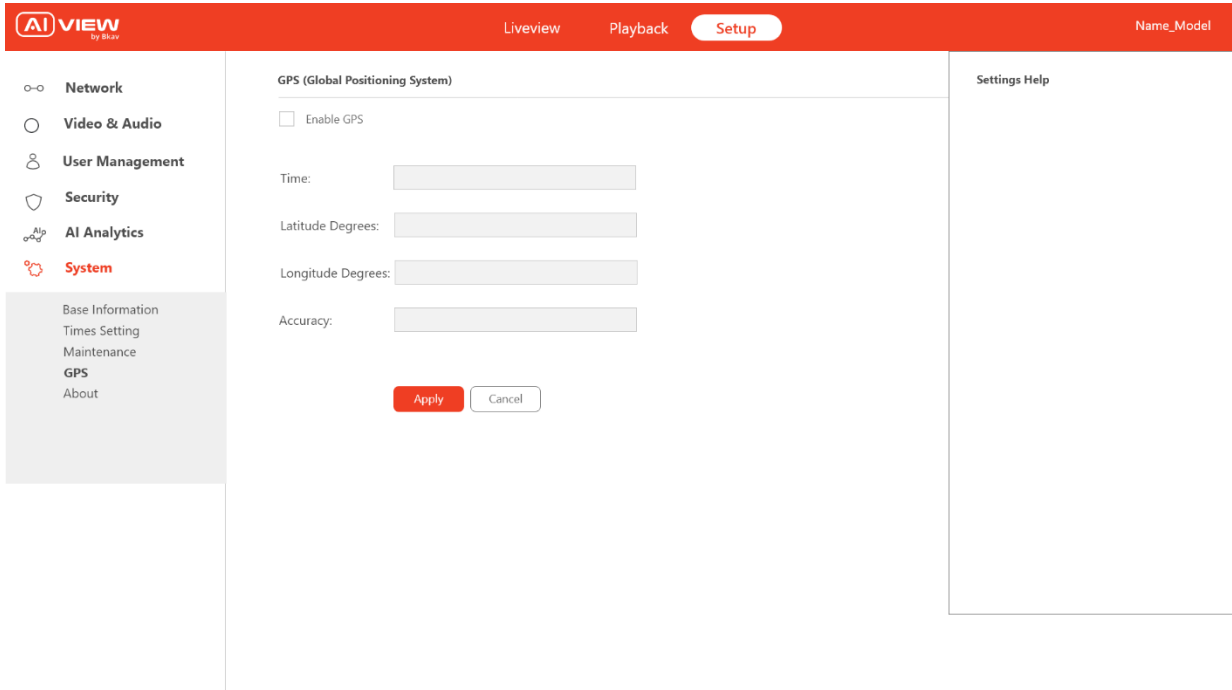 AI VIEW
by Bkav
Liveview
Playback
Setup
Name_Model
Network
Video & Audio
User Management
Security
AI Analytics
System
Base Information
Times Setting
Maintenance
GPS
About
GPS (Global Positioning System)
Enable GPS
Time:
Latitude Degrees:
Longitude Degrees:
Accuracy:
Apply
Cancel
Settings Help